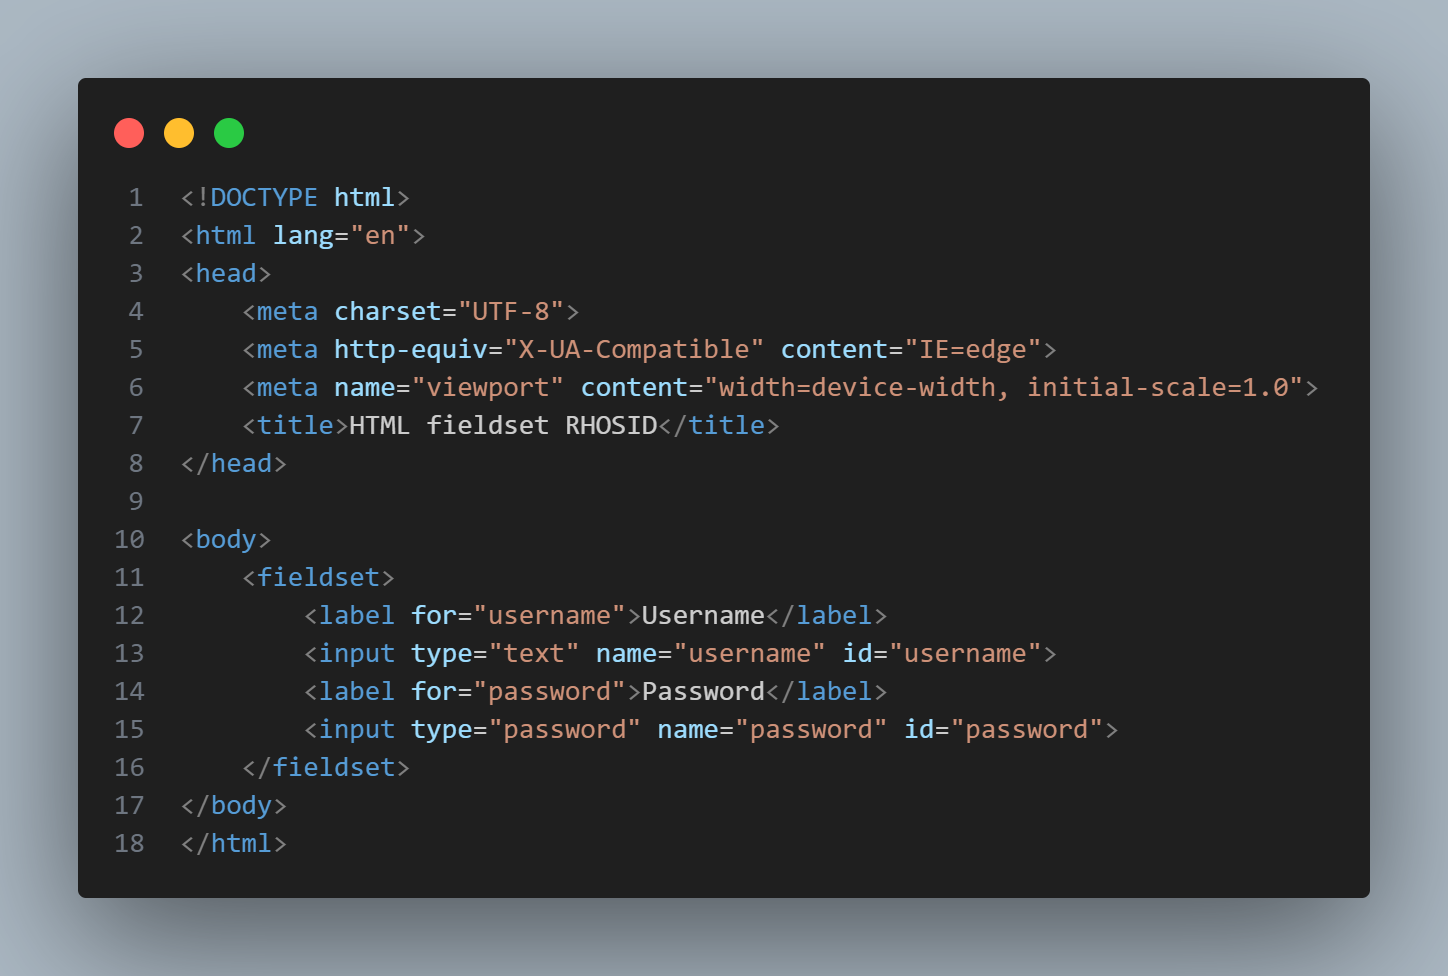 1 <!DOCTYPE html>
2 <html lang="en">
3 <head>
4     <meta charset="UTF-8">
5     <meta http-equiv="X-UA-Compatible" content="IE=edge">
6     <meta name="viewport" content="width=device-width, initial-scale=1.0">
7     <title>HTML fieldset RHOSID</title>
8 </head>
9
10 <body>
11     <fieldset>
12         <label for="username">Username</label>
13         <input type="text" name="username" id="username">
14         <label for="password">Password</label>
15         <input type="password" name="password" id="password">
16     </fieldset>
17 </body>
18 </html>